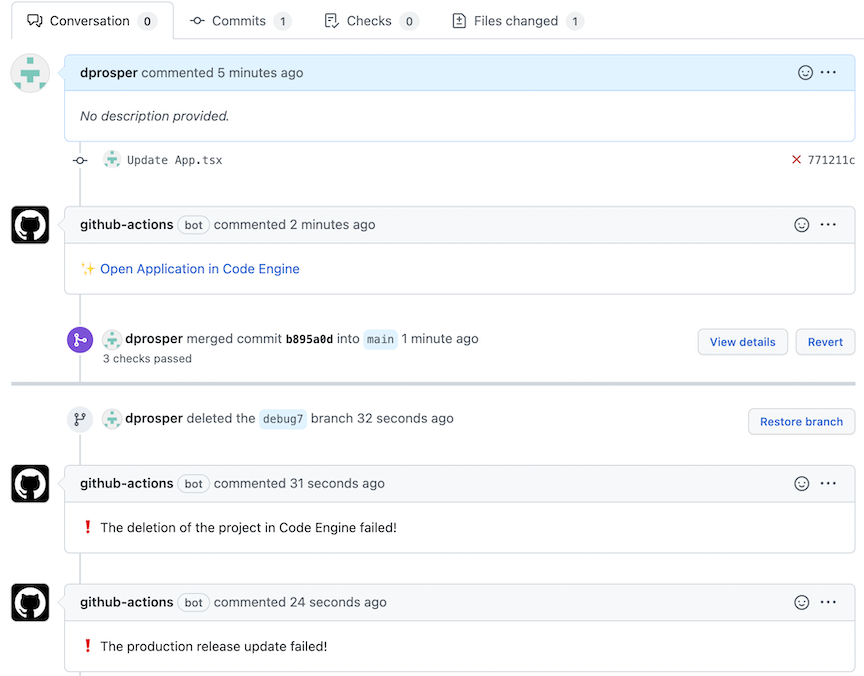 Conversation 0 Commits 1 Checks 0 Files changed 1
dprosper commented 5 minutes ago
No description provided.
Update App.tsx 771211c
github-actions bot commented 2 minutes ago
✨ Open Application in Code Engine
dprosper merged commit b895a0d into main 1 minute ago View details Revert
3 checks passed
dprosper deleted the debug7 branch 32 seconds ago Restore branch
github-actions bot commented 31 seconds ago
❗ The deletion of the project in Code Engine failed!
github-actions bot commented 24 seconds ago
❗ The production release update failed!